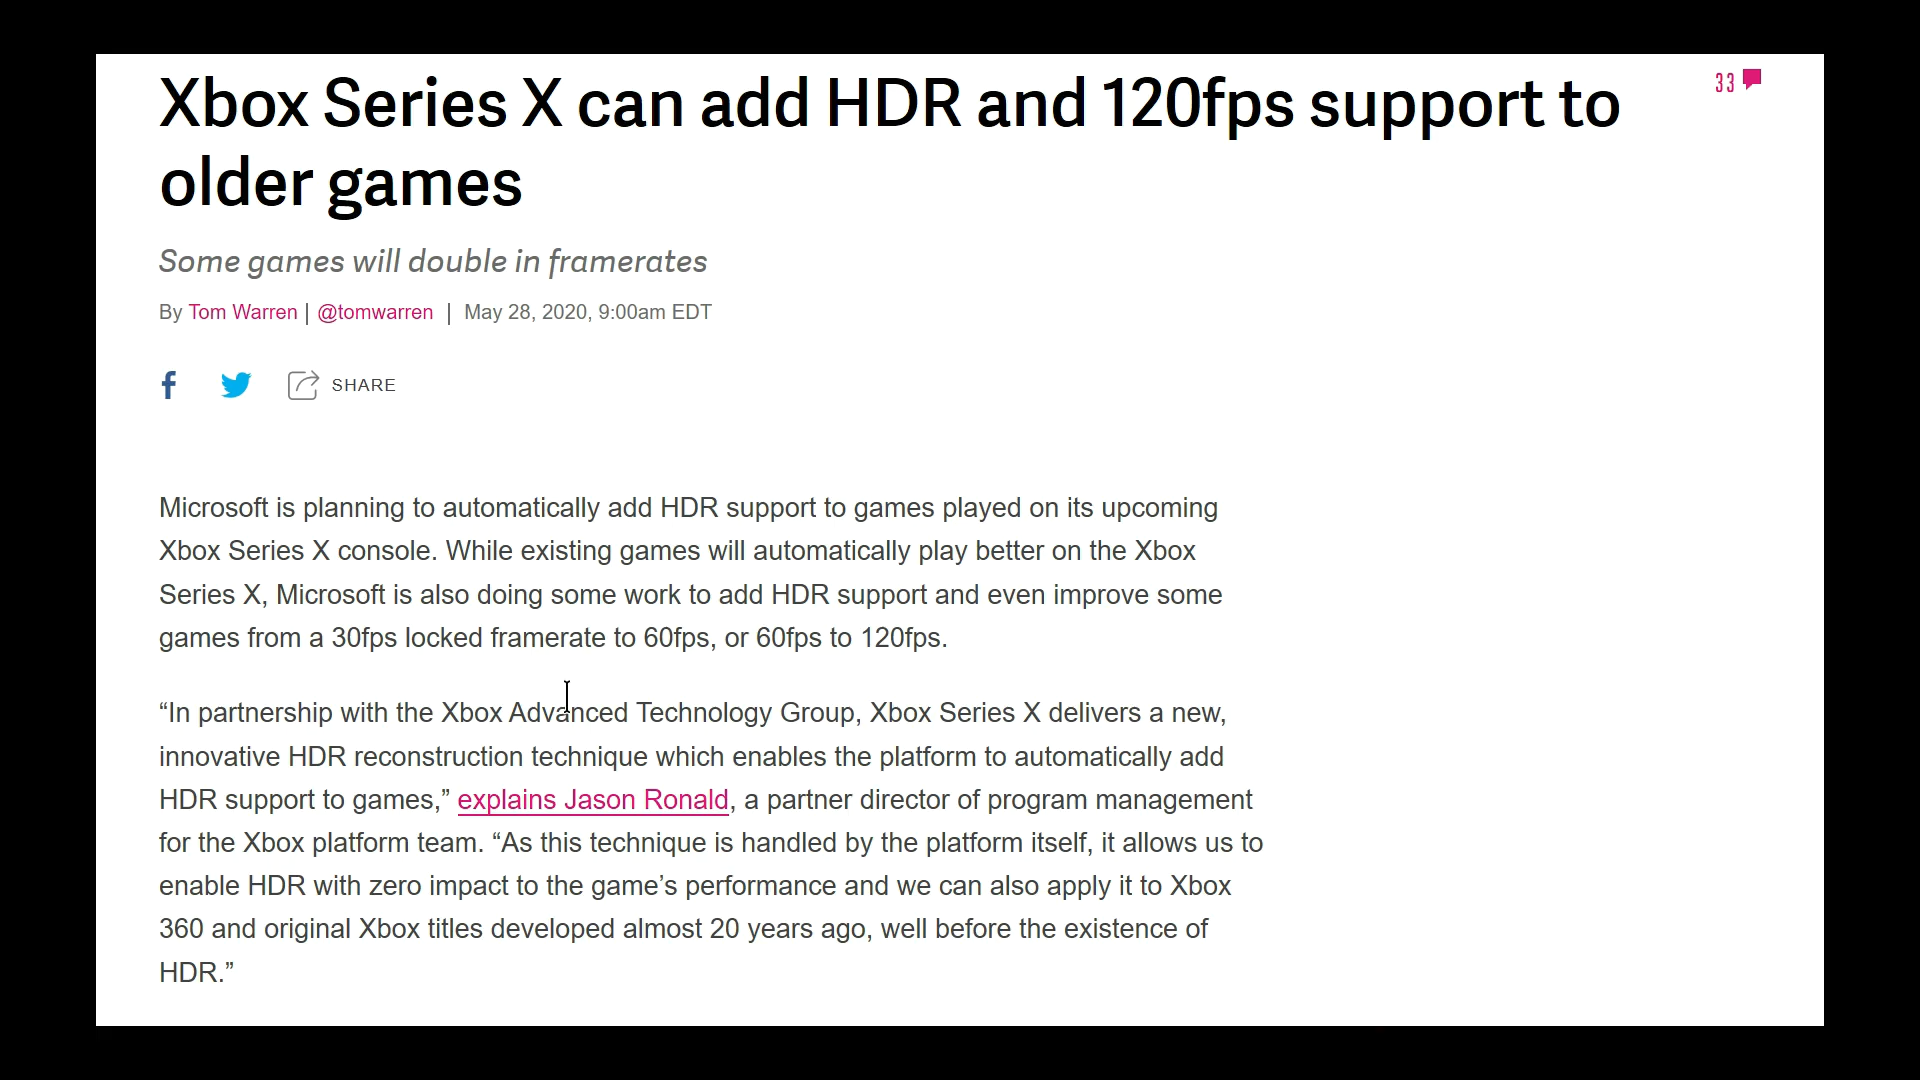 Xbox Series X can add HDR and 120fps support to
33
older games
Some games will double in framerates
By Tom Warren | @tomwarren | May 28, 2020, 9:00am EDT
SHARE
Microsoft is planning to automatically add HDR support to games played on its upcoming
Xbox Series X console. While existing games will automatically play better on the Xbox
Series X, Microsoft is also doing some work to add HDR support and even improve some
games from a 30fps locked framerate to 60fps, or 60fps to 120fps.
“In partnership with the Xbox Advanced Technology Group, Xbox Series X delivers a new,
innovative HDR reconstruction technique which enables the platform to automatically add
HDR support to games,” explains Jason Ronald, a partner director of program management
for the Xbox platform team. “As this technique is handled by the platform itself, it allows us to
enable HDR with zero impact to the game’s performance and we can also apply it to Xbox
360 and original Xbox titles developed almost 20 years ago, well before the existence of
HDR.”